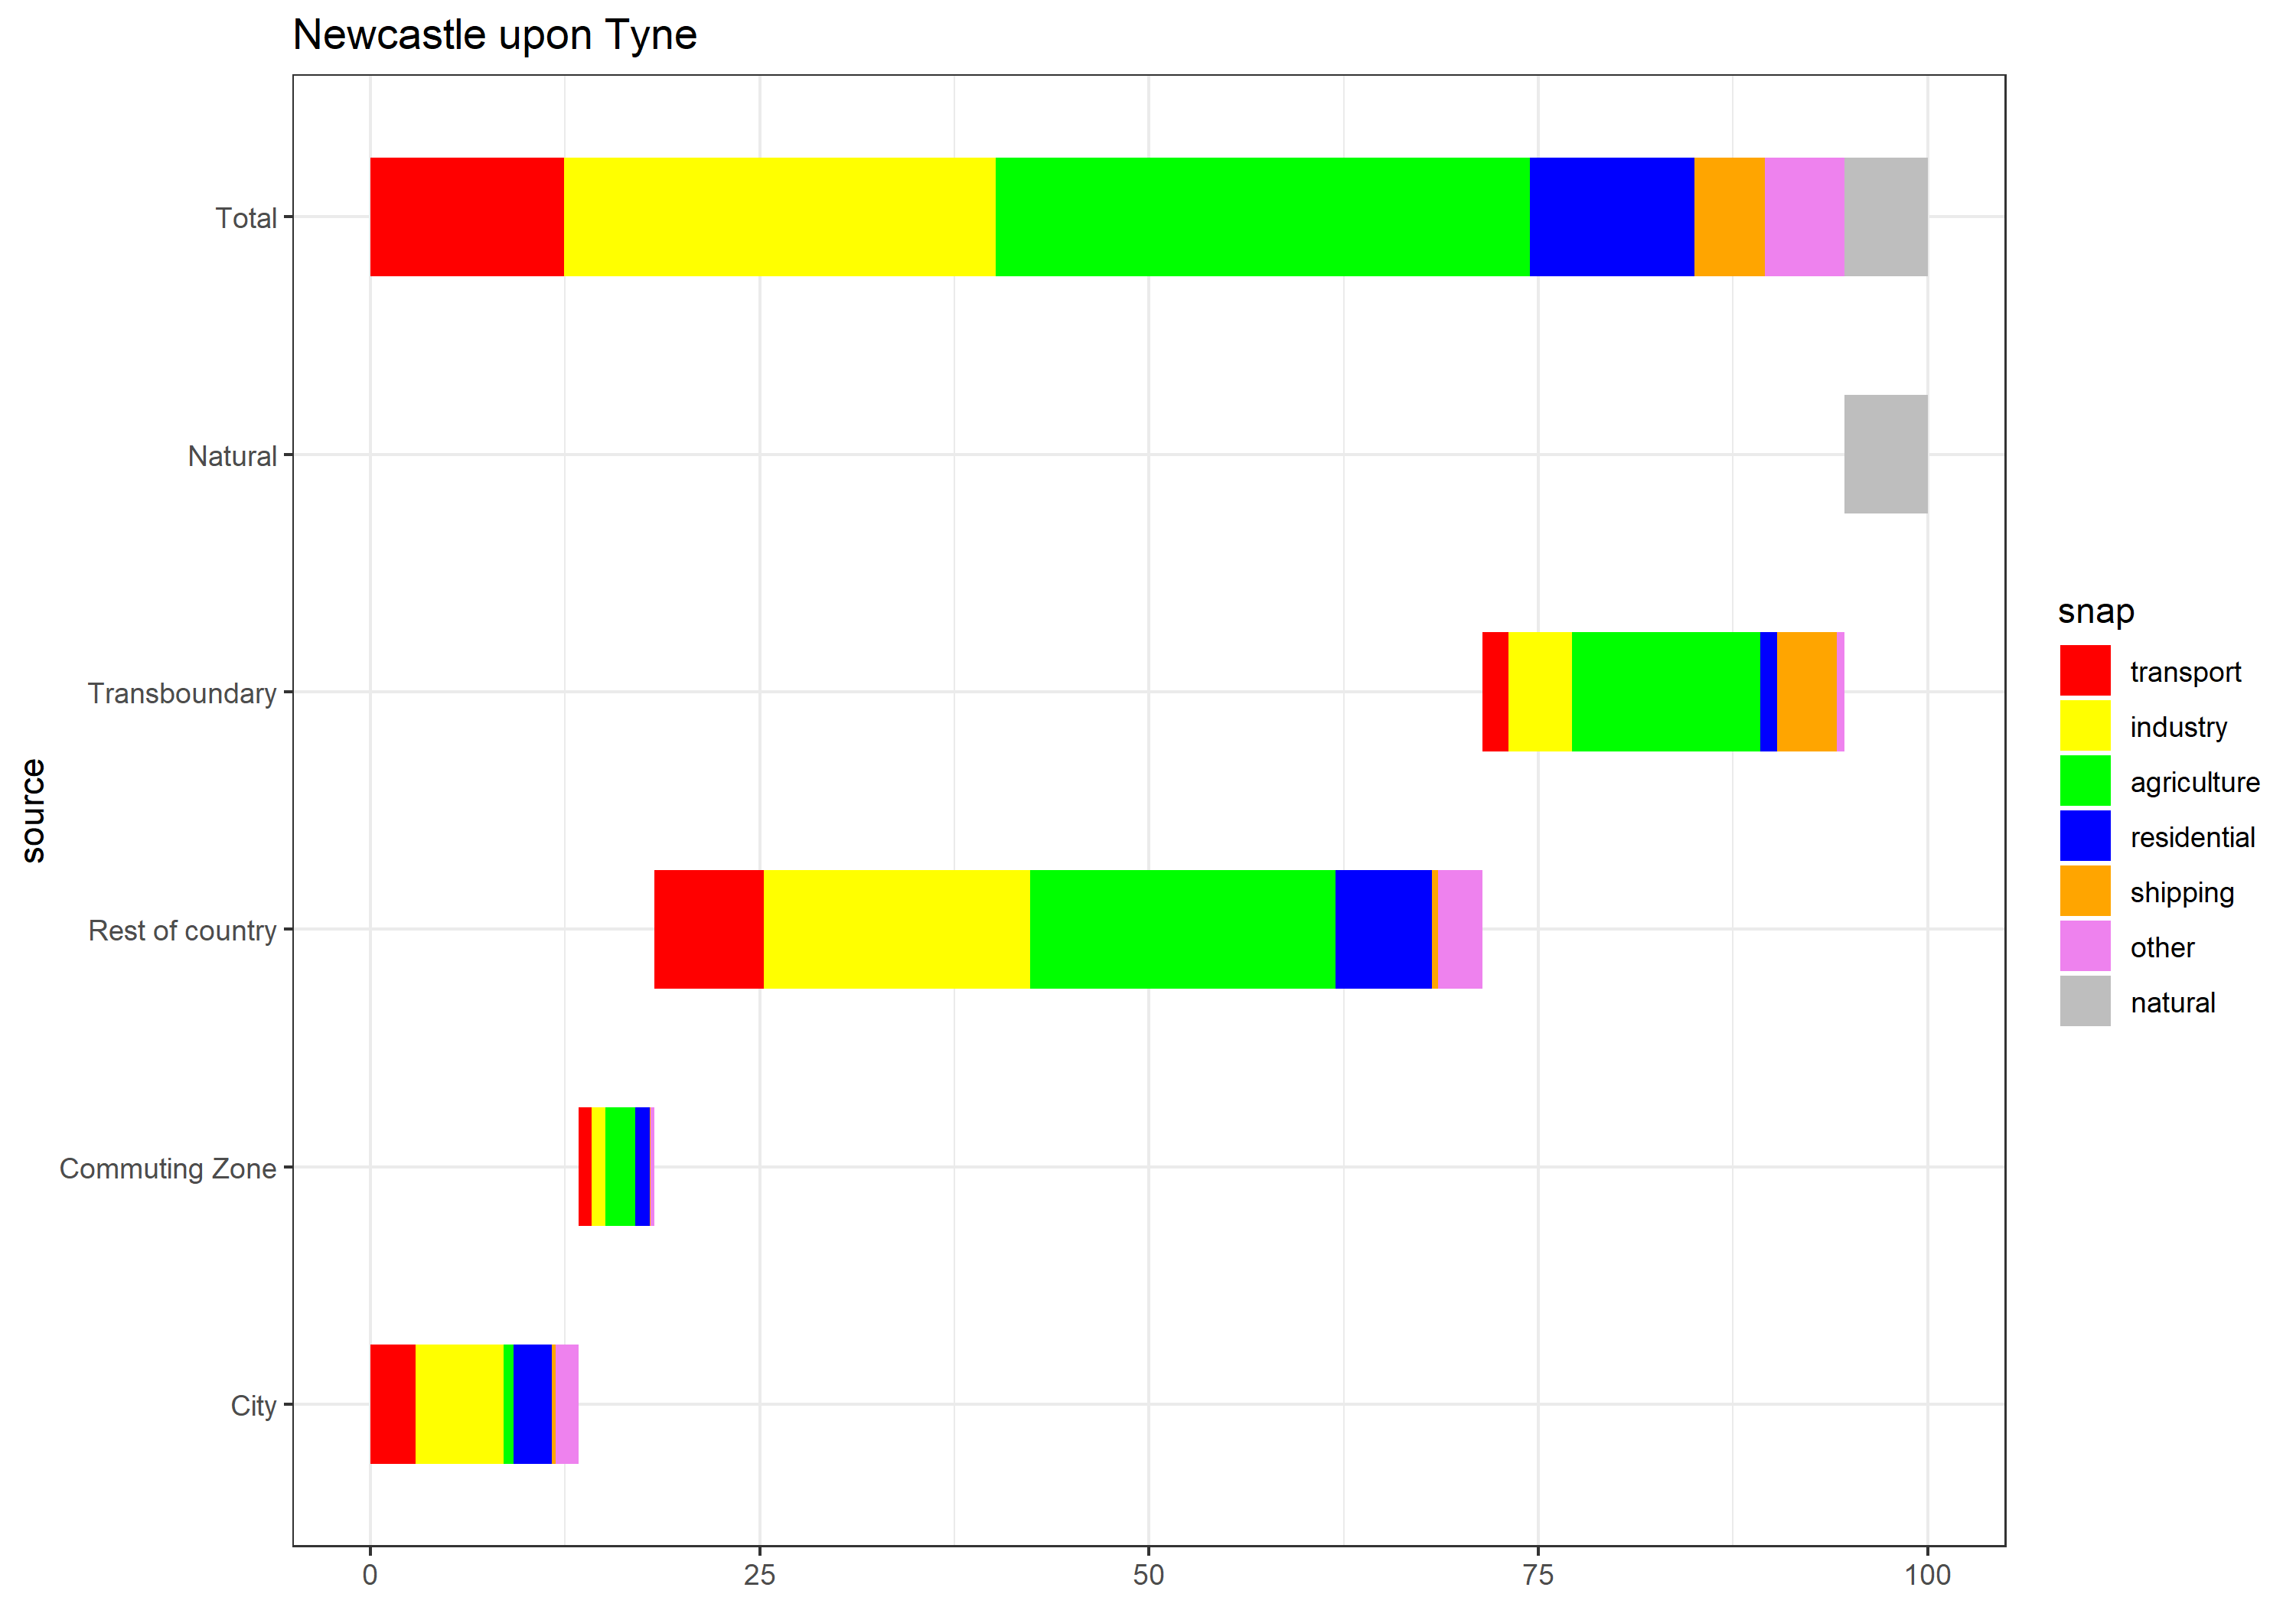 Newcastle upon Tyne
Total
Natural
Transboundary
Rest of country
Commuting Zone
City
source
0 25 50 75 100
snap
transport
industry
agriculture
residential
shipping
other
natural